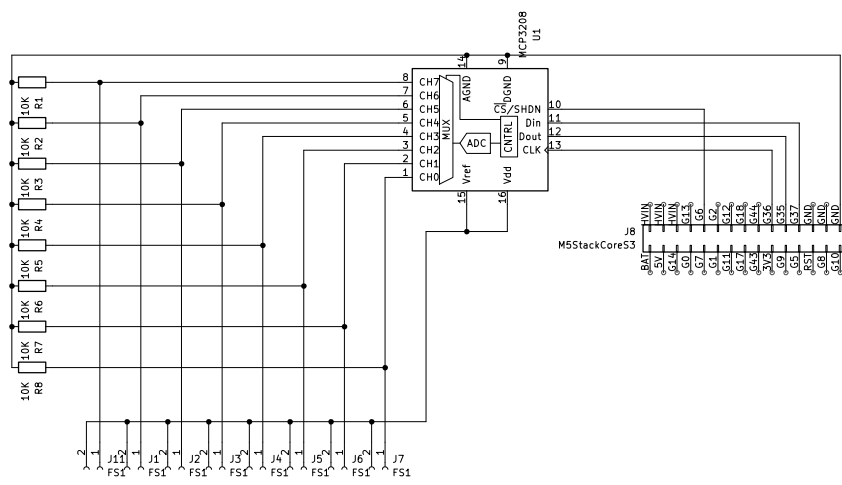 MCP3208
U1
14
9
AGND
DGND
8
CH7
7
CH6
6
CH5
5
CH4
4
CH3
3
CH2
2
CH1
1
CH0
MUX
ADC
CNTRL
CS/SHDN
10
Din
11
Dout
12
CLK
13
Vref
Vdd
15
16
10K
R1
10K
R2
10K
R3
10K
R4
10K
R5
10K
R6
10K
R7
10K
R8
HVIN
HVIN
HVIN
G13
G6
G2
G12
G18
G44
G36
G35
G37
GND
GND
GND
J8
M5StackCoreS3
BAT
5V
G14
G0
G7
G1
G11
G17
G43
3V3
G9
G5
RST
G8
G10
2
1
J11
FS1
2
1
J1
FS1
2
1
J2
FS1
2
1
J3
FS1
2
1
J4
FS1
2
1
J5
FS1
2
1
J6
FS1
2
1
J7
FS1